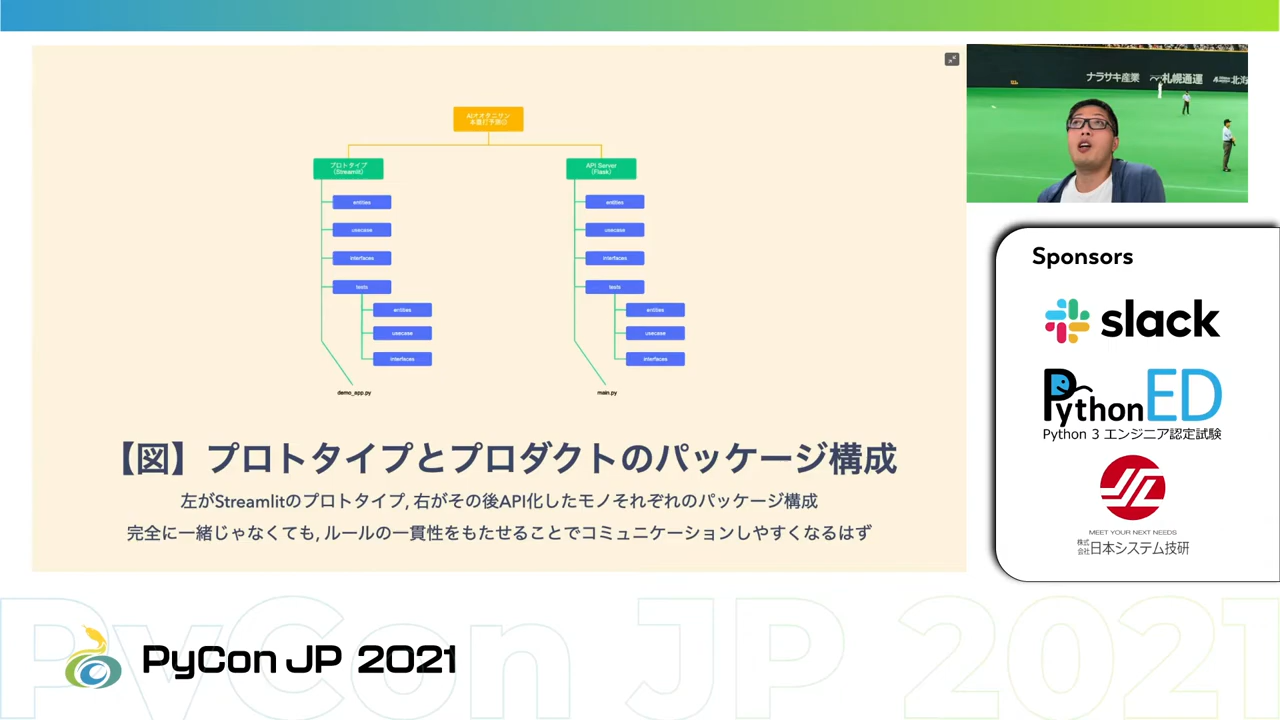 AIオオタニサン
本塁打予測
プロトタイプ
(Streamlit)
entities
usecase
interfaces
tests
entities
usecase
interfaces
demo_app.py
API Server
(Flask)
entities
usecase
interfaces
tests
entities
usecase
interfaces
main.py
【図】プロトタイプとプロダクトのパッケージ構成
左がStreamlitのプロトタイプ, 右がその後API化したモノそれぞれのパッケージ構成
完全に一緒じゃなくても, ルールの一貫性をもたせることでコミュニケーションしやすくなるはず
ナラサキ産業 札幌通運
Sponsors
slack
PythonED
Python 3 エンジニア認定試験
MEET YOUR NEXT NEEDS
株式会社日本システム技研
PyCon JP 2021
PyCon JP 2021